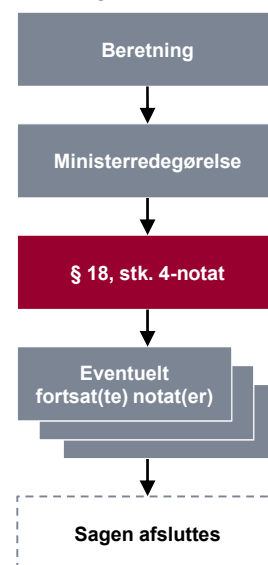 Beretning
Ministerredegørelse
§ 18, stk. 4-notat
Eventuelt
fortsat(te) notat(er)
Sagen afsluttes